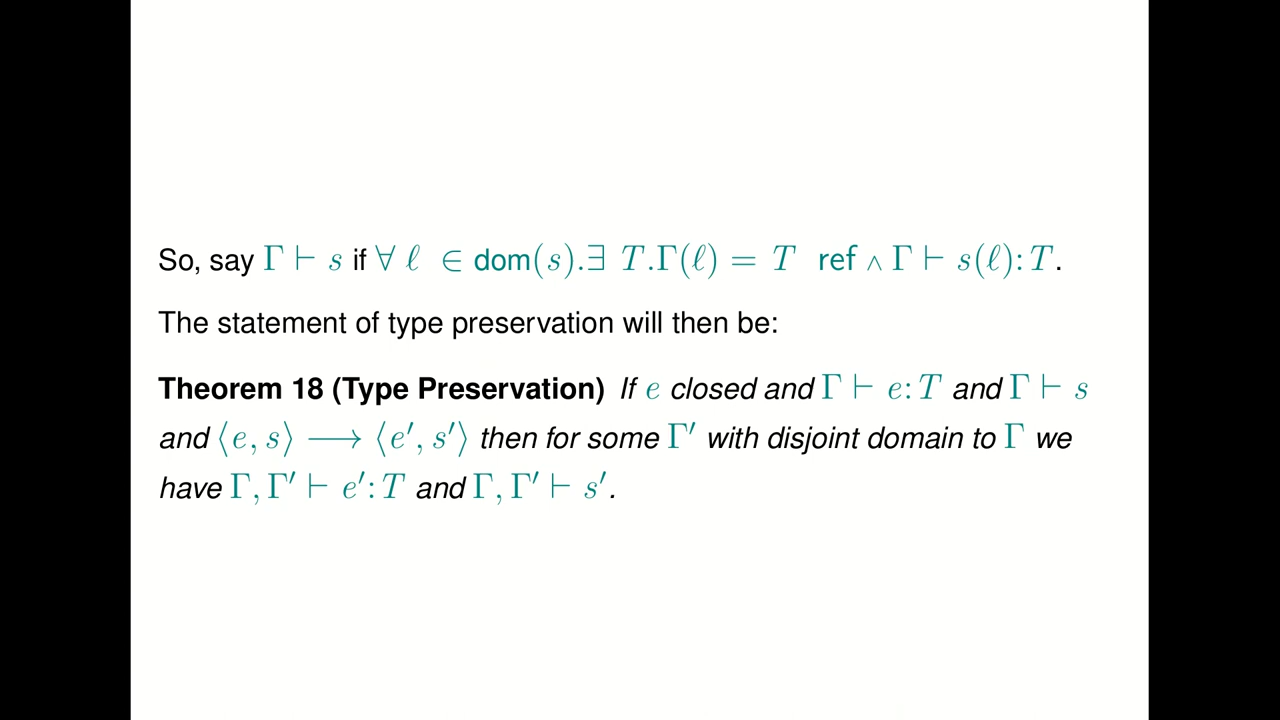 So, say Γ ⊢ s if ∀ ℓ ∈ dom(s).∃ T.Γ(ℓ) = T ref ∧ Γ ⊢ s(ℓ):T.
The statement of type preservation will then be:
Theorem 18 (Type Preservation) If e closed and Γ ⊢ e:T and Γ ⊢ s
and ⟨e, s⟩ ⟶ ⟨e′, s′⟩ then for some Γ′ with disjoint domain to Γ we
have Γ, Γ′ ⊢ e′:T and Γ, Γ′ ⊢ s′.